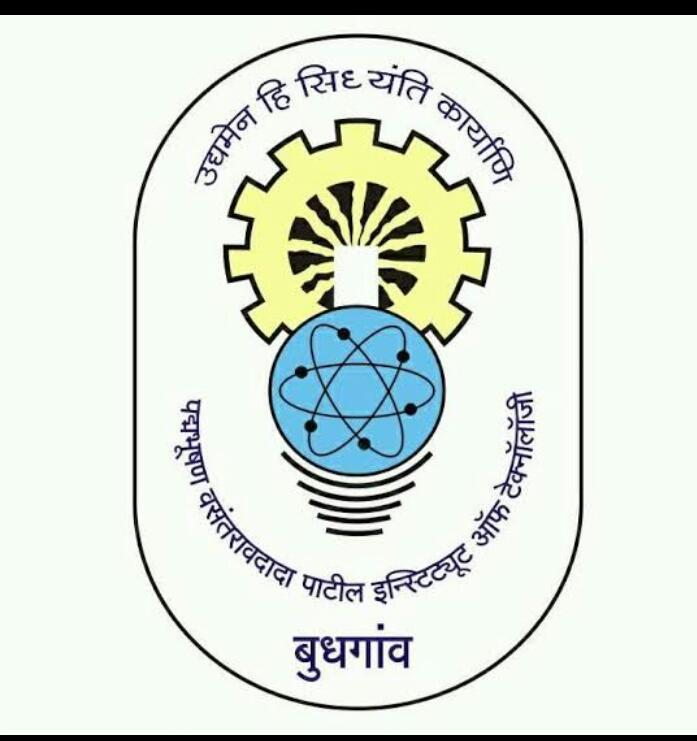 उद्यमेन हि सिध्यंति कार्याणि
पद्मभूषण वसंतरावदादा पाटील इन्स्टिट्यूट ऑफ टेक्नॉलॉजी
बुधगांव